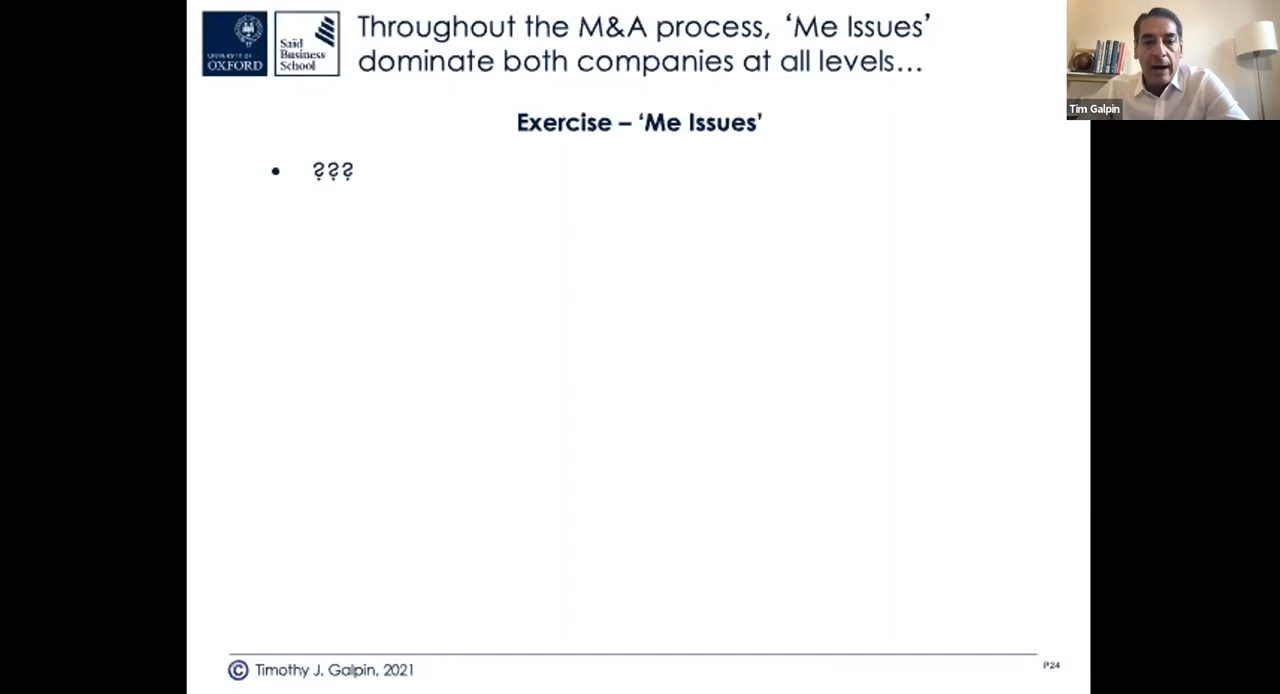 UNIVERSITY OF
OXFORD
Saïd
Business
School
Throughout the M&A process, ‘Me Issues’
dominate both companies at all levels…
Tim Galpin
Exercise – ‘Me Issues’
• ???
© Timothy J. Galpin, 2021
P24